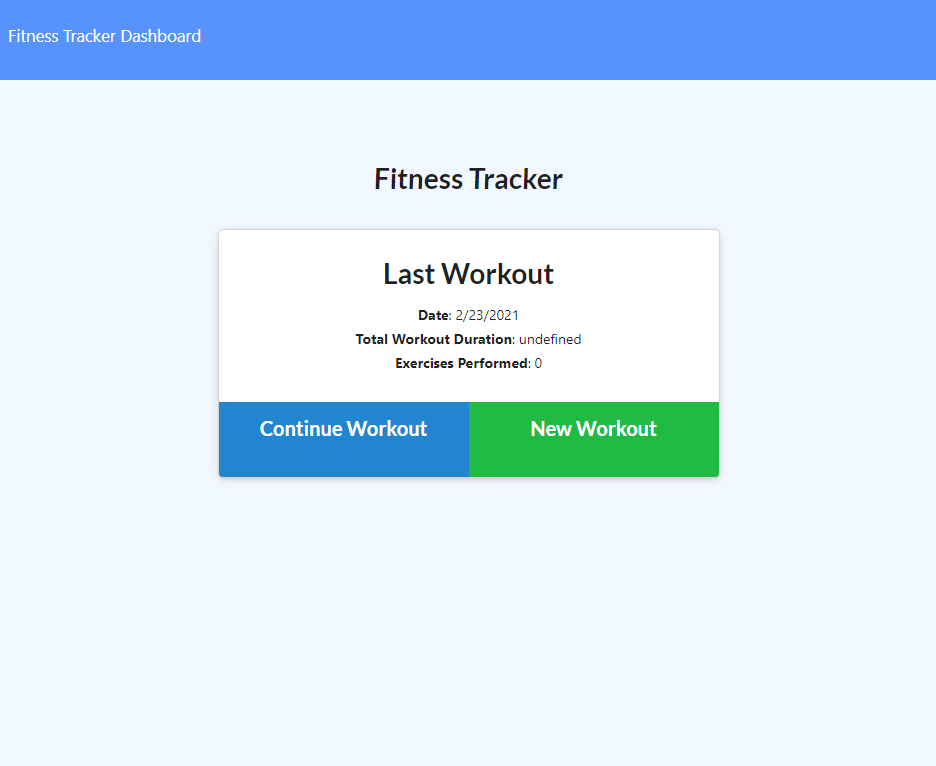 Fitness Tracker Dashboard
Fitness Tracker
Last Workout
Date: 2/23/2021
Total Workout Duration: undefined
Exercises Performed: 0
Continue Workout
New Workout